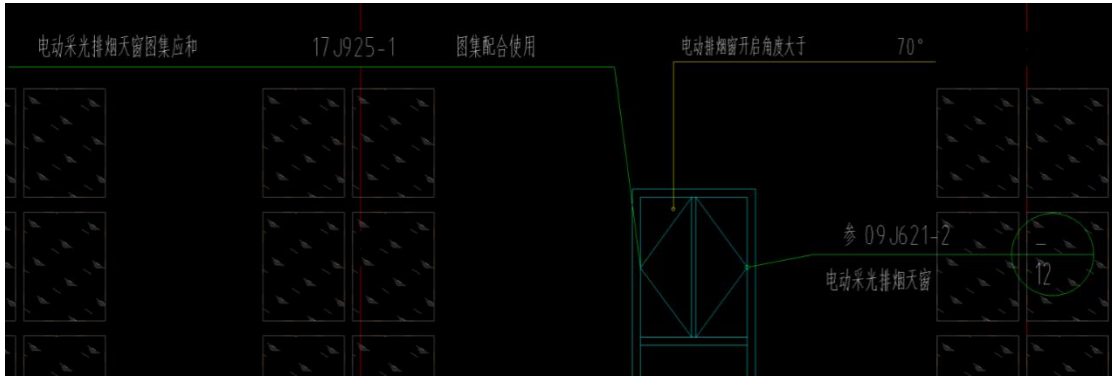 电动采光排烟天窗图集应和 17J925-1 图集配合使用
电动排烟窗开启角度大于 70°
参 09J621-2
电动采光排烟天窗
—
12